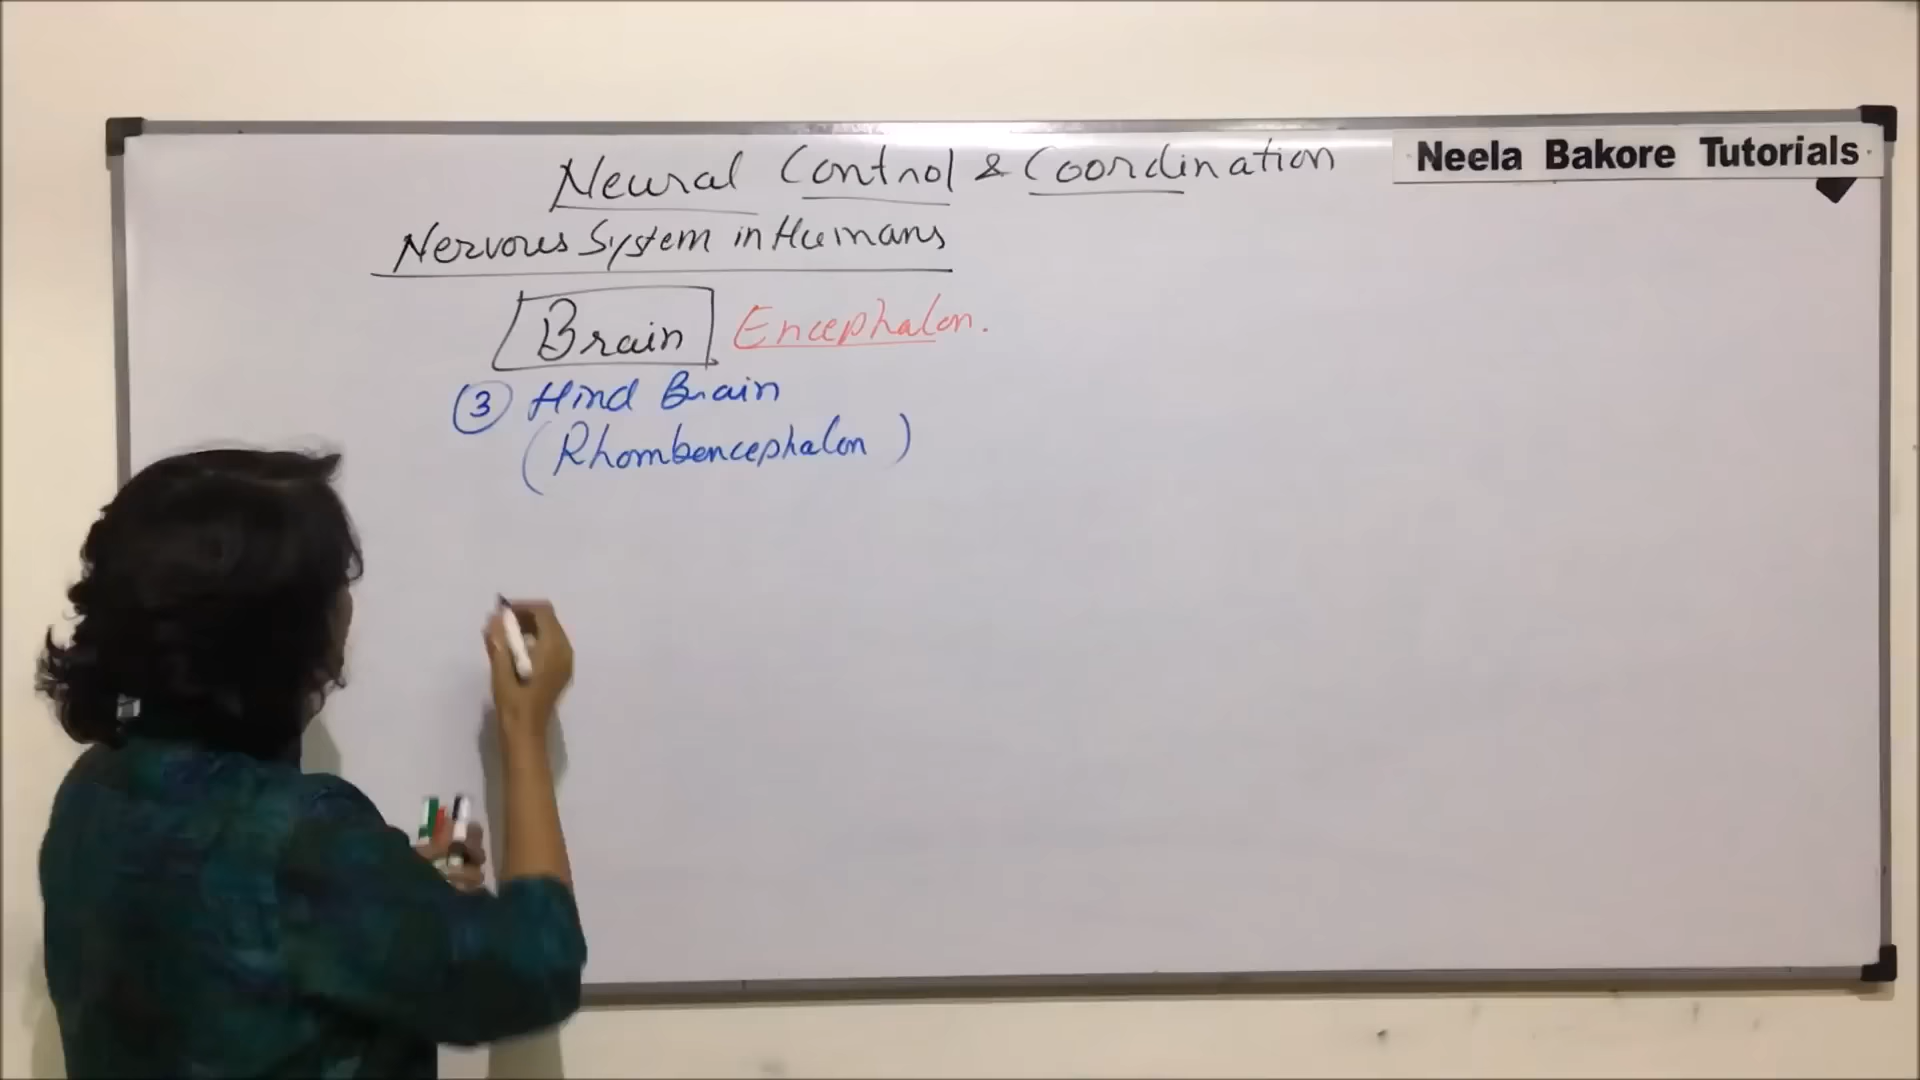 Neural Control & Coordination
Neela Bakore Tutorials
Nervous System in Humans
Brain Encephalon.
3 Hind Brain
(Rhombencephalon)